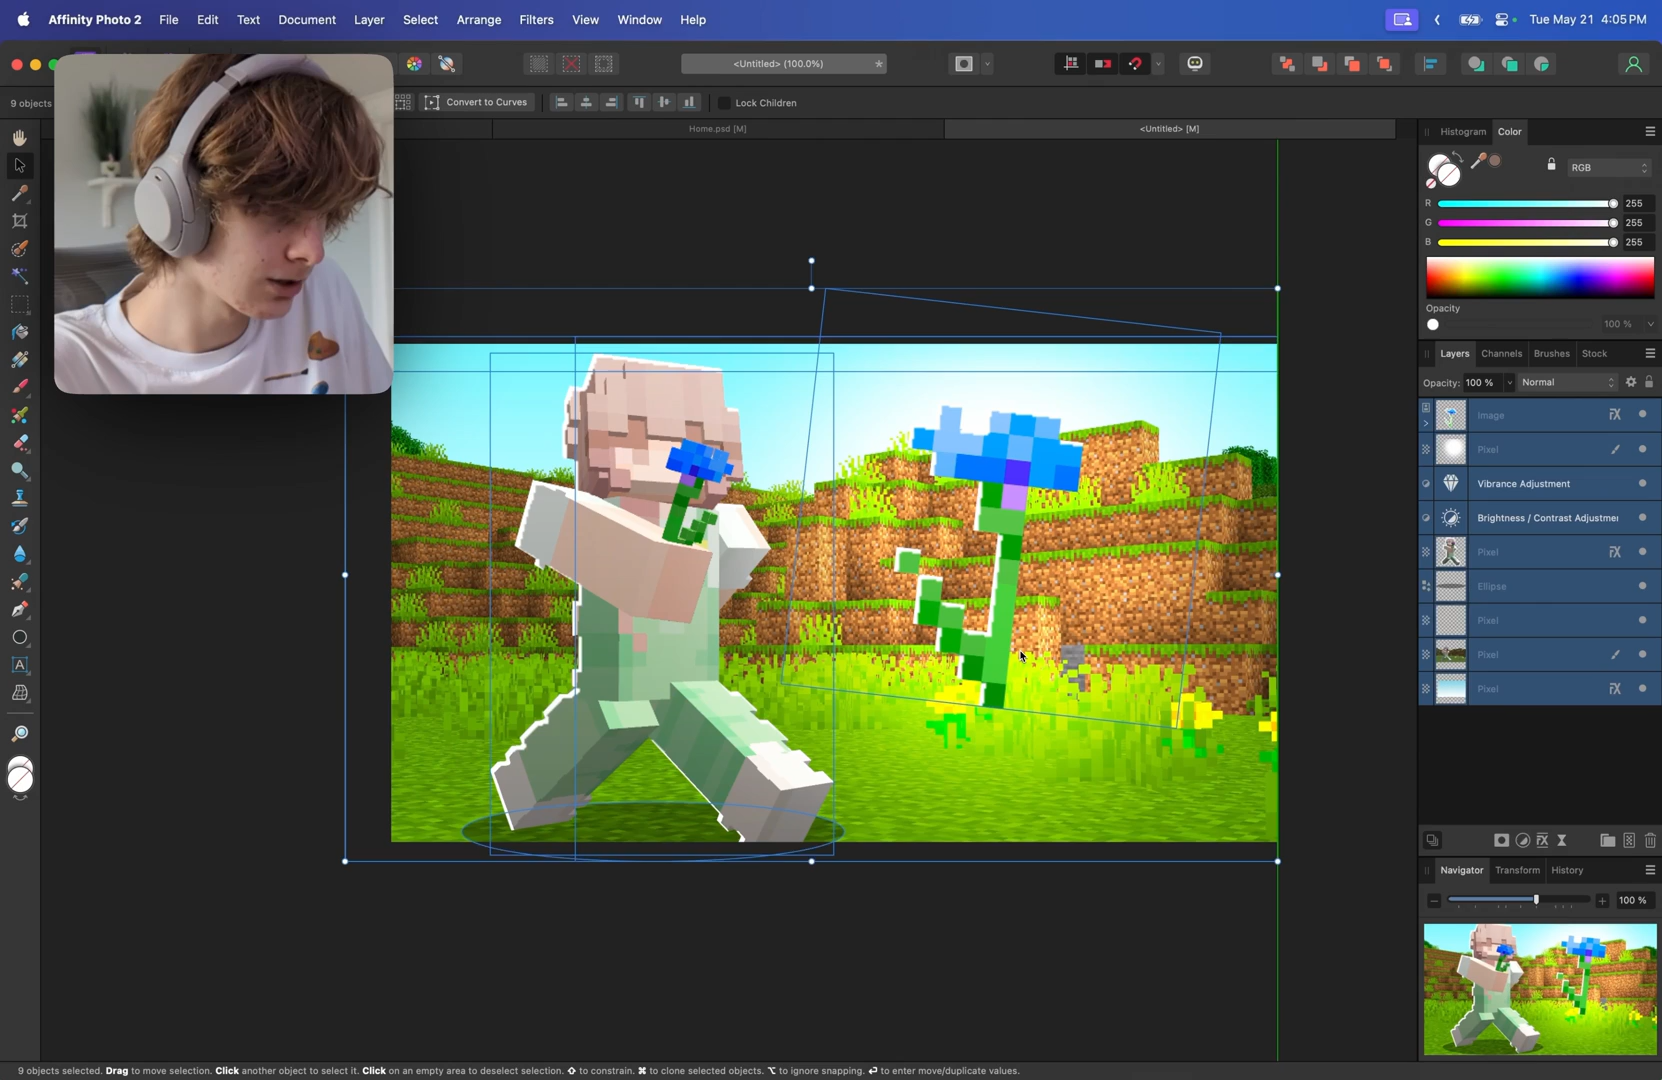 Affinity Photo 2 File Edit Text Document Layer Select Arrange Filters View Window Help Tue May 21 4:05 PM
<Untitled> (100.0%) *
9 objects Convert to Curves Lock Children
Home.psd [M] <Untitled> [M]
Histogram Color
RGB
R 255
G 255
B 255
Opacity
100 %
Layers Channels Brushes Stock
Opacity: 100 % Normal
Image
Pixel
Vibrance Adjustment
Brightness / Contrast Adjustmen
Pixel
Ellipse
Pixel
Pixel
Pixel
Navigator Transform History
100 %
9 objects selected. Drag to move selection. Click another object to select it. Click on an empty area to deselect selection. ⇧ to constrain. ⌘ to clone selected objects. ⌥ to ignore snapping. ⏎ to enter move/duplicate values.